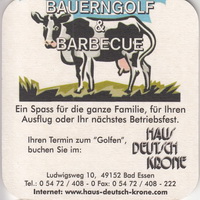 BAUERNGOLF
&
BARBECUE
Ein Spass für die ganze Familie, für Ihren
Ausflug oder Ihr nächstes Betriebsfest.
Ihren Termin zum "Golfen",
buchen Sie im:
HAUS
DEUTSCH
KRONE
Ludwigsweg 10, 49152 Bad Essen
Tel.: 0 54 72 / 408 - 0 Fax: 0 54 72 / 408 - 222
Internet: www.haus-deutsch-krone.com